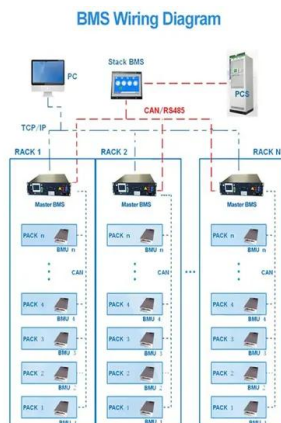 BMS Wiring Diagram
Stack BMS
PC
PCS
CAN/RS485
TCP/IP
RACK 1
RACK 2
RACK N
Master BMS
Master BMS
Master BMS
PACK n
PACK n
PACK n
BMU n
BMU n
BMU n
CAN
CAN
CAN
PACK 4
PACK 4
PACK 4
BMU 4
BMU 4
BMU 4
PACK 3
PACK 3
PACK 3
BMU 3
BMU 3
BMU 3
PACK 2
PACK 2
PACK 2
BMU 2
BMU 2
BMU 2
PACK 1
PACK 1
PACK 1